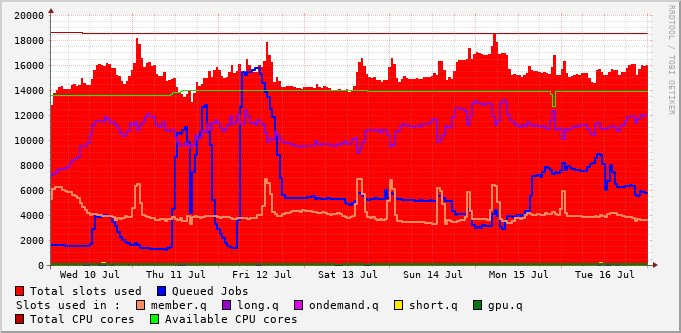 20000
18000
16000
14000
12000
10000
8000
6000
4000
2000
0
Wed 10 Jul Thu 11 Jul Fri 12 Jul Sat 13 Jul Sun 14 Jul Mon 15 Jul Tue 16 Jul
Total slots used Queued Jobs
Slots used in : member.q long.q ondemand.q short.q gpu.q
Total CPU cores Available CPU cores
RRDTOOL / TOBI OETIKER